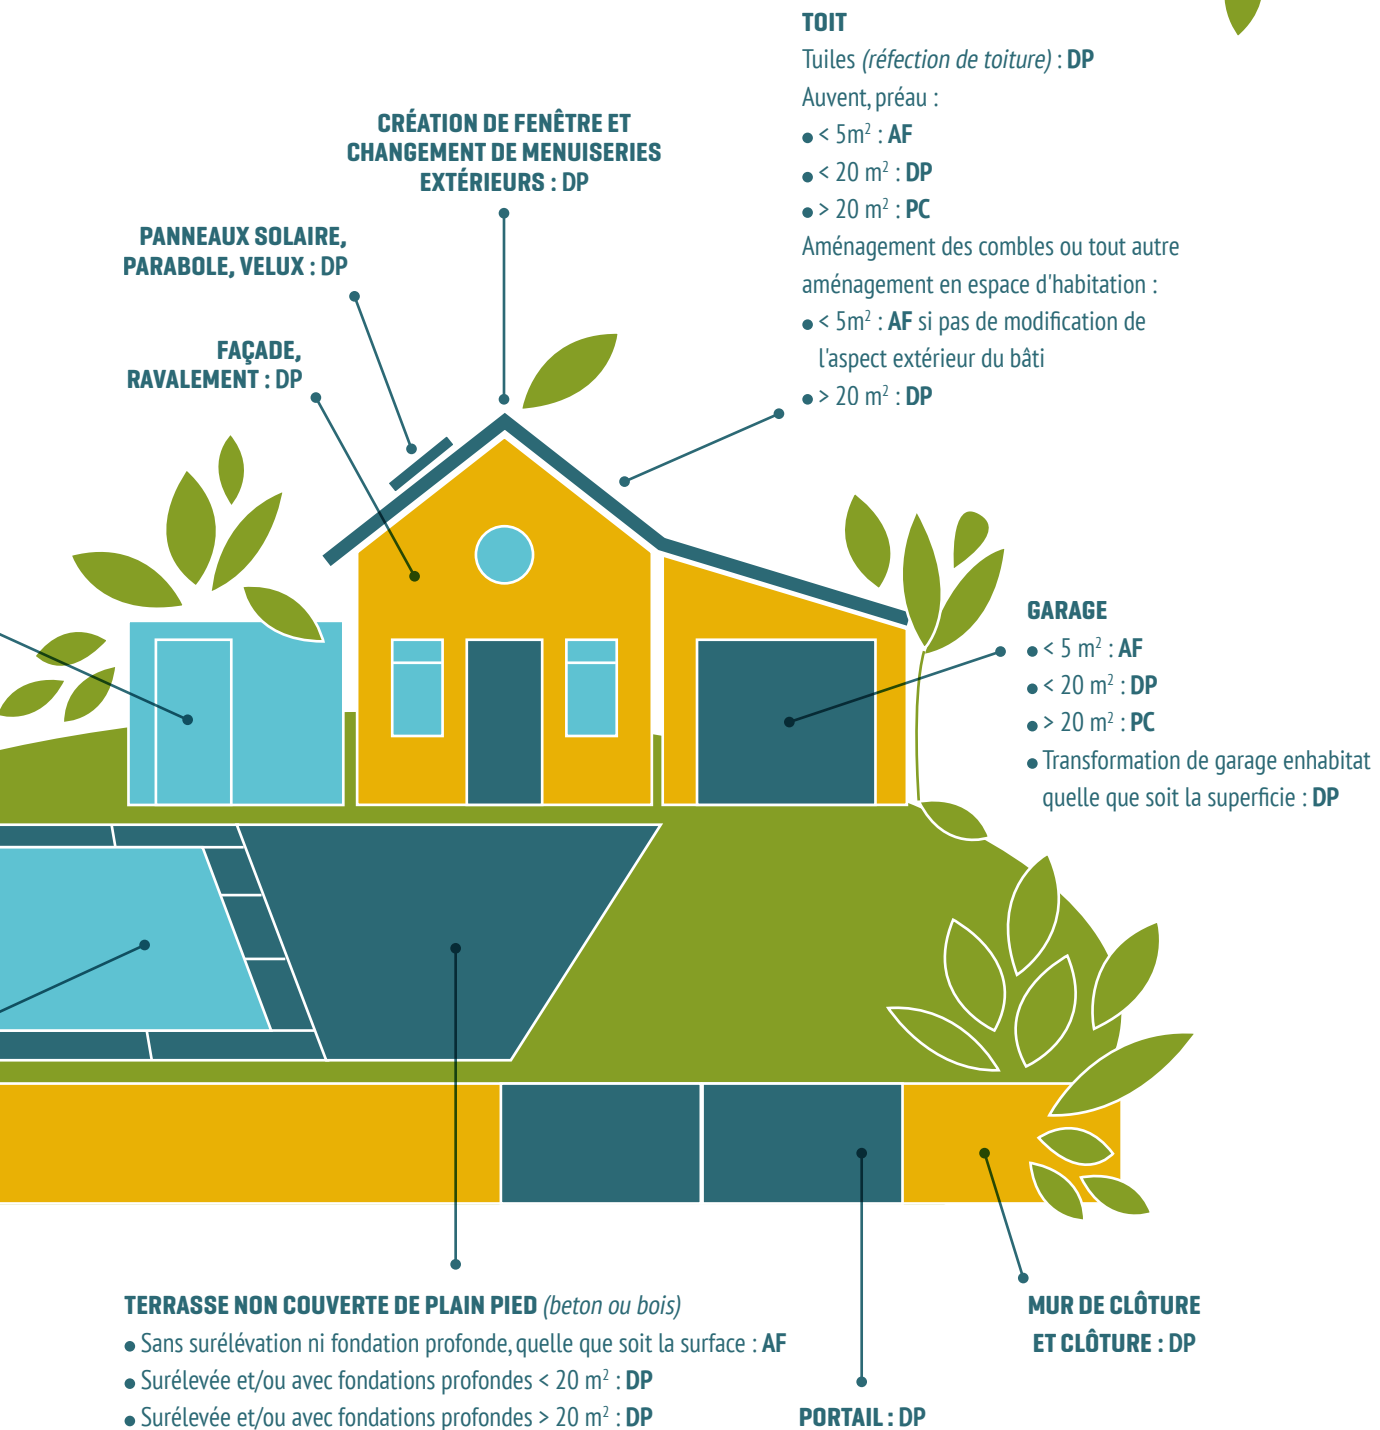 TOIT
Tuiles (réfection de toiture) : DP
Auvent, préau :
● < 5m² : AF
● < 20 m² : DP
● > 20 m² : PC
Aménagement des combles ou tout autre
aménagement en espace d'habitation :
● < 5m² : AF si pas de modification de
l'aspect extérieur du bâti
● > 20 m² : DP
CRÉATION DE FENÊTRE ET
CHANGEMENT DE MENUISERIES
EXTÉRIEURS : DP
PANNEAUX SOLAIRE,
PARABOLE, VELUX : DP
FAÇADE,
RAVALEMENT : DP
GARAGE
● < 5 m² : AF
● < 20 m² : DP
● > 20 m² : PC
● Transformation de garage enhabitat
quelle que soit la superficie : DP
TERRASSE NON COUVERTE DE PLAIN PIED (beton ou bois)
● Sans surélévation ni fondation profonde, quelle que soit la surface : AF
● Surélevée et/ou avec fondations profondes < 20 m² : DP
● Surélevée et/ou avec fondations profondes > 20 m² : DP
PORTAIL : DP
MUR DE CLÔTURE
ET CLÔTURE : DP